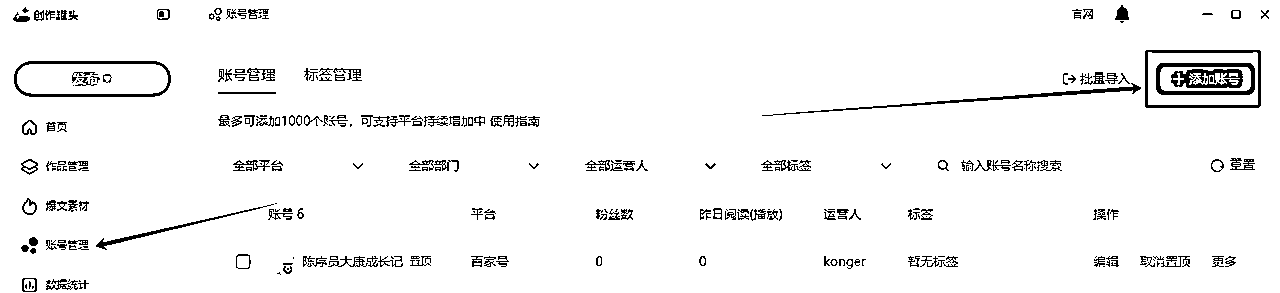 创作罐头 账号管理 官网
发布
账号管理 标签管理 批量导入 添加账号
最多可添加1000个账号，可支持平台持续增加中 使用指南
首页
全部平台 全部部门 全部运营人 全部标签 输入账号名称搜索 重置
作品管理
爆文素材
账号 6 平台 粉丝数 昨日阅读(播放) 运营人 标签 操作
账号管理
陈序员大康成长记 置顶 百家号 0 0 konger 暂无标签 编辑 取消置顶 更多
数据统计